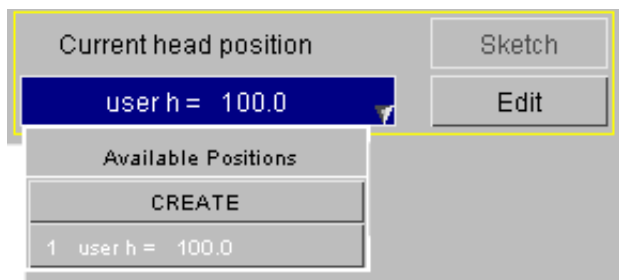 Current head position
Sketch
user h = 100.0
Edit
Available Positions
CREATE
1 user h = 100.0